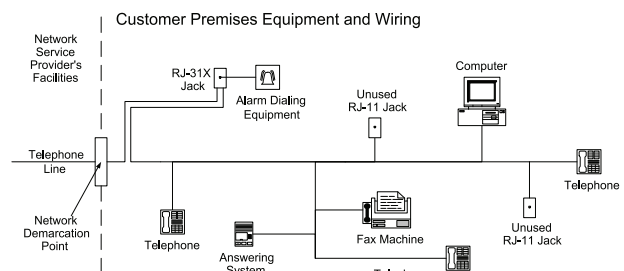 Customer Premises Equipment and Wiring
Network
Service
Provider's
Facilities
RJ-31X
Jack
Alarm Dialing
Equipment
Unused
RJ-11 Jack
Computer
Telephone
Line
Network
Demarcation
Point
Telephone
Answering
System
Fax Machine
Unused
RJ-11 Jack
Telephone